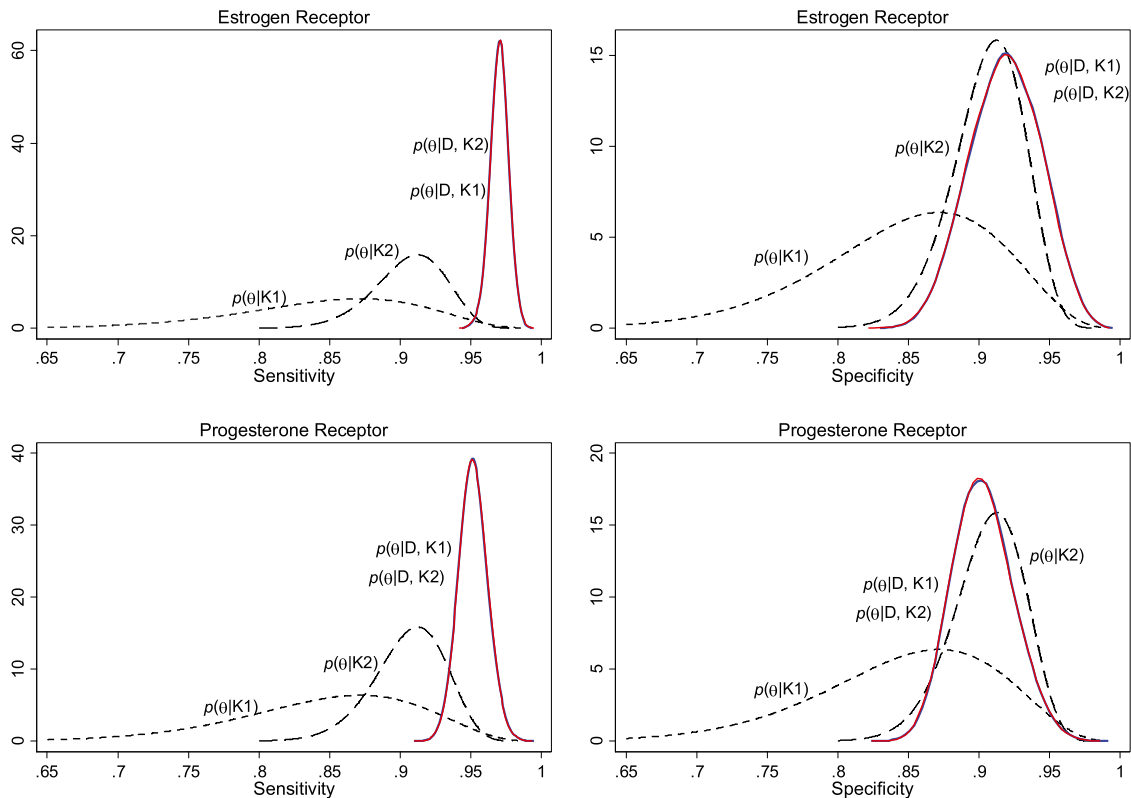 Estrogen Receptor
60
40
20
0
p(θ|D, K2)
p(θ|D, K1)
p(θ|K2)
p(θ|K1)
.65 .7 .75 .8 .85 .9 .95 1
Sensitivity
Estrogen Receptor
15
10
5
0
p(θ|D, K1)
p(θ|D, K2)
p(θ|K2)
p(θ|K1)
.65 .7 .75 .8 .85 .9 .95 1
Specificity
Progesterone Receptor
40
30
20
10
0
p(θ|D, K1)
p(θ|D, K2)
p(θ|K2)
p(θ|K1)
.65 .7 .75 .8 .85 .9 .95 1
Sensitivity
Progesterone Receptor
20
15
10
5
0
p(θ|K2)
p(θ|D, K1)
p(θ|D, K2)
p(θ|K1)
.65 .7 .75 .8 .85 .9 .95 1
Specificity